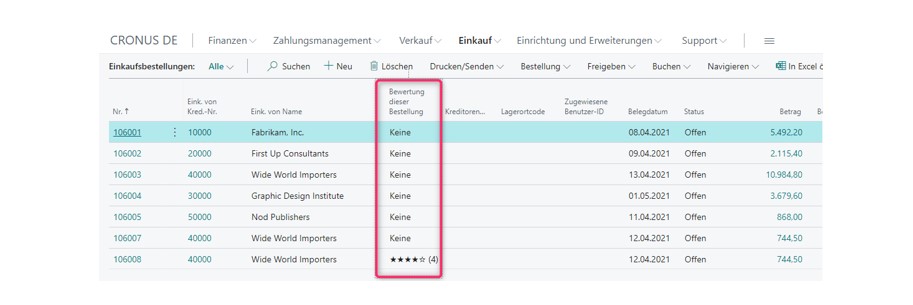 CRONUS DE Finanzen Zahlungsmanagement Verkauf Einkauf Einrichtung und Erweiterungen Support
Einkaufsbestellungen: Alle Suchen Neu Löschen Drucken/Senden Bestellung Freigeben Buchen Navigieren In Excel
Nr. ↑ Eink. von Kred.-Nr. Eink. von Name Bewertung dieser Bestellung Kreditoren... Lagerortcode Zugewiesene Benutzer-ID Belegdatum Status Betrag
106001 10000 Fabrikam. Inc. Keine 08.04.2021 Offen 5.492,20
106002 20000 First Up Consultants Keine 09.04.2021 Offen 2.115,40
106003 40000 Wide World Importers Keine 13.04.2021 Offen 10.984,80
106004 30000 Graphic Design Institute Keine 01.05.2021 Offen 3.679,60
106005 50000 Nod Publishers Keine 11.04.2021 Offen 868,00
106007 40000 Wide World Importers Keine 12.04.2021 Offen 744,50
106008 40000 Wide World Importers ★★★★☆ (4) 12.04.2021 Offen 744,50